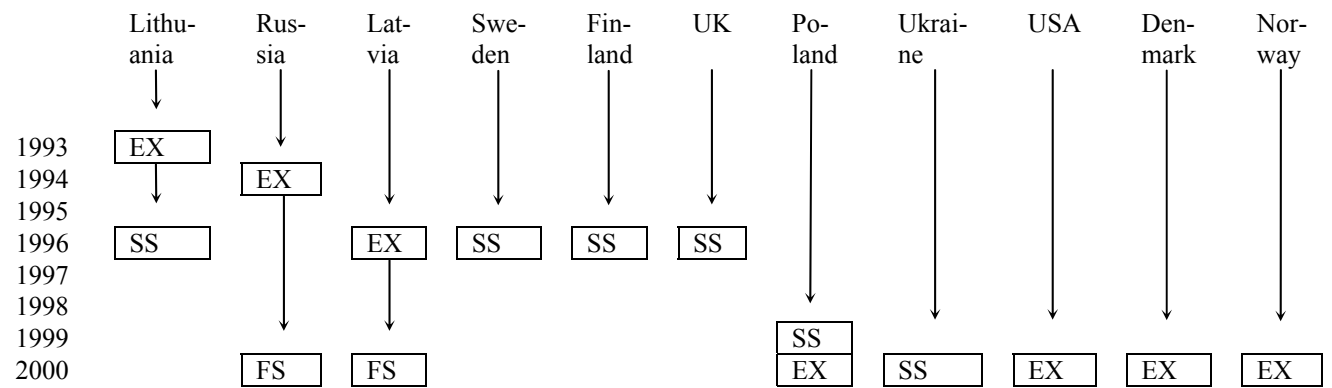 Lithu- Rus- Lat- Swe- Fin- UK Po- Ukrai- USA Den- Nor-
ania sia via den land land ne mark way
1993 EX
1994 EX
1995
1996 SS EX SS SS SS
1997
1998
1999 SS
2000 FS FS EX SS EX EX EX